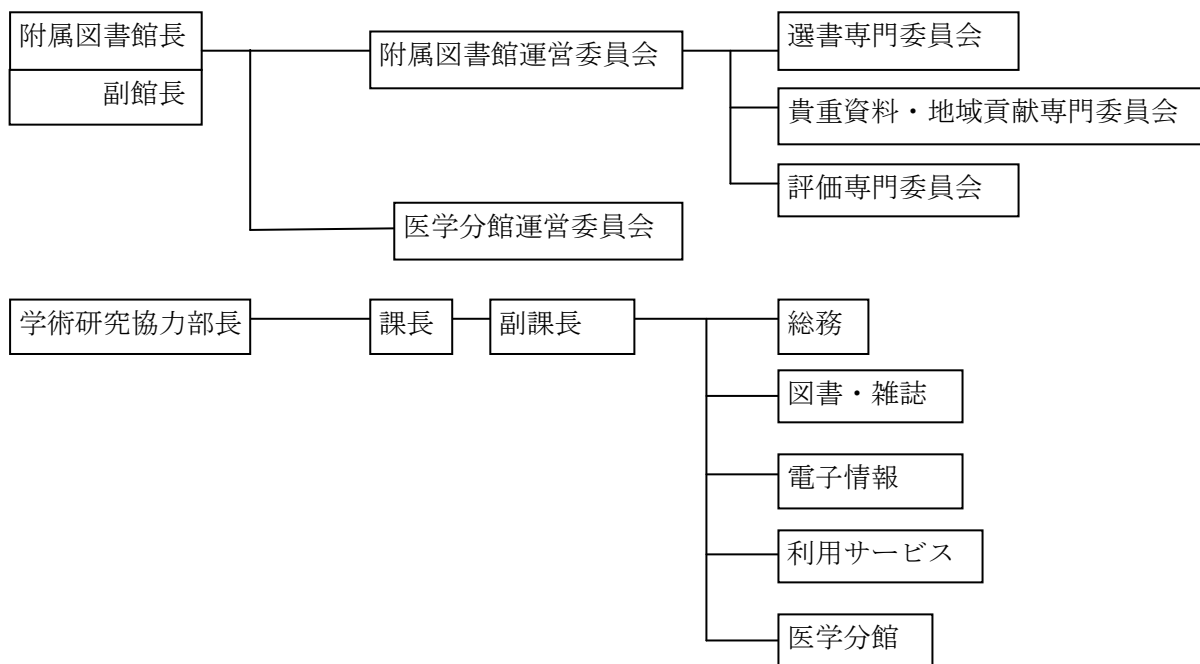 附属図書館長
副館長
附属図書館運営委員会
選書専門委員会
貴重資料・地域貢献専門委員会
評価専門委員会
医学分館運営委員会
学術研究協力部長
課長
副課長
総務
図書・雑誌
電子情報
利用サービス
医学分館